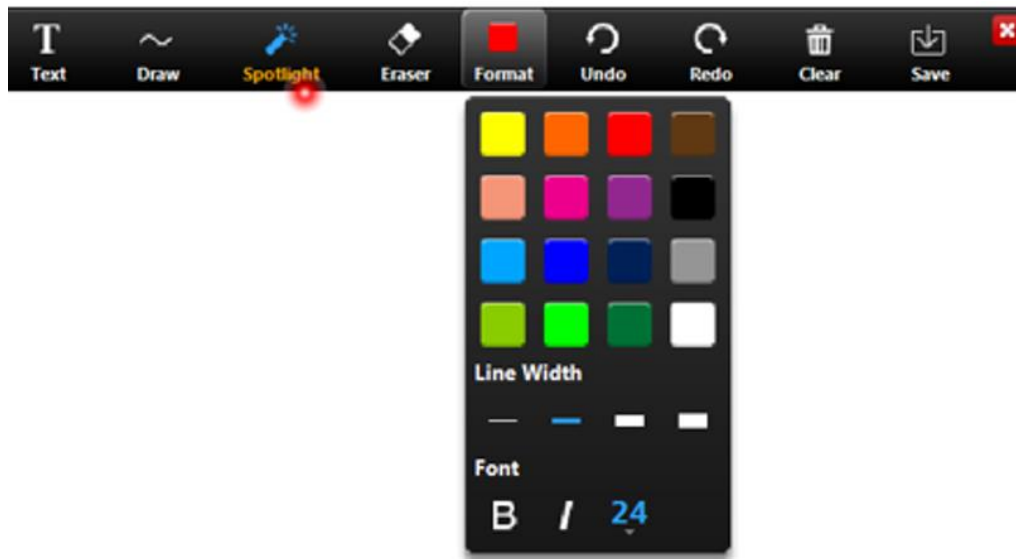 Text Draw Spotlight Eraser Format Undo Redo Clear Save
Line Width
Font
B I 24